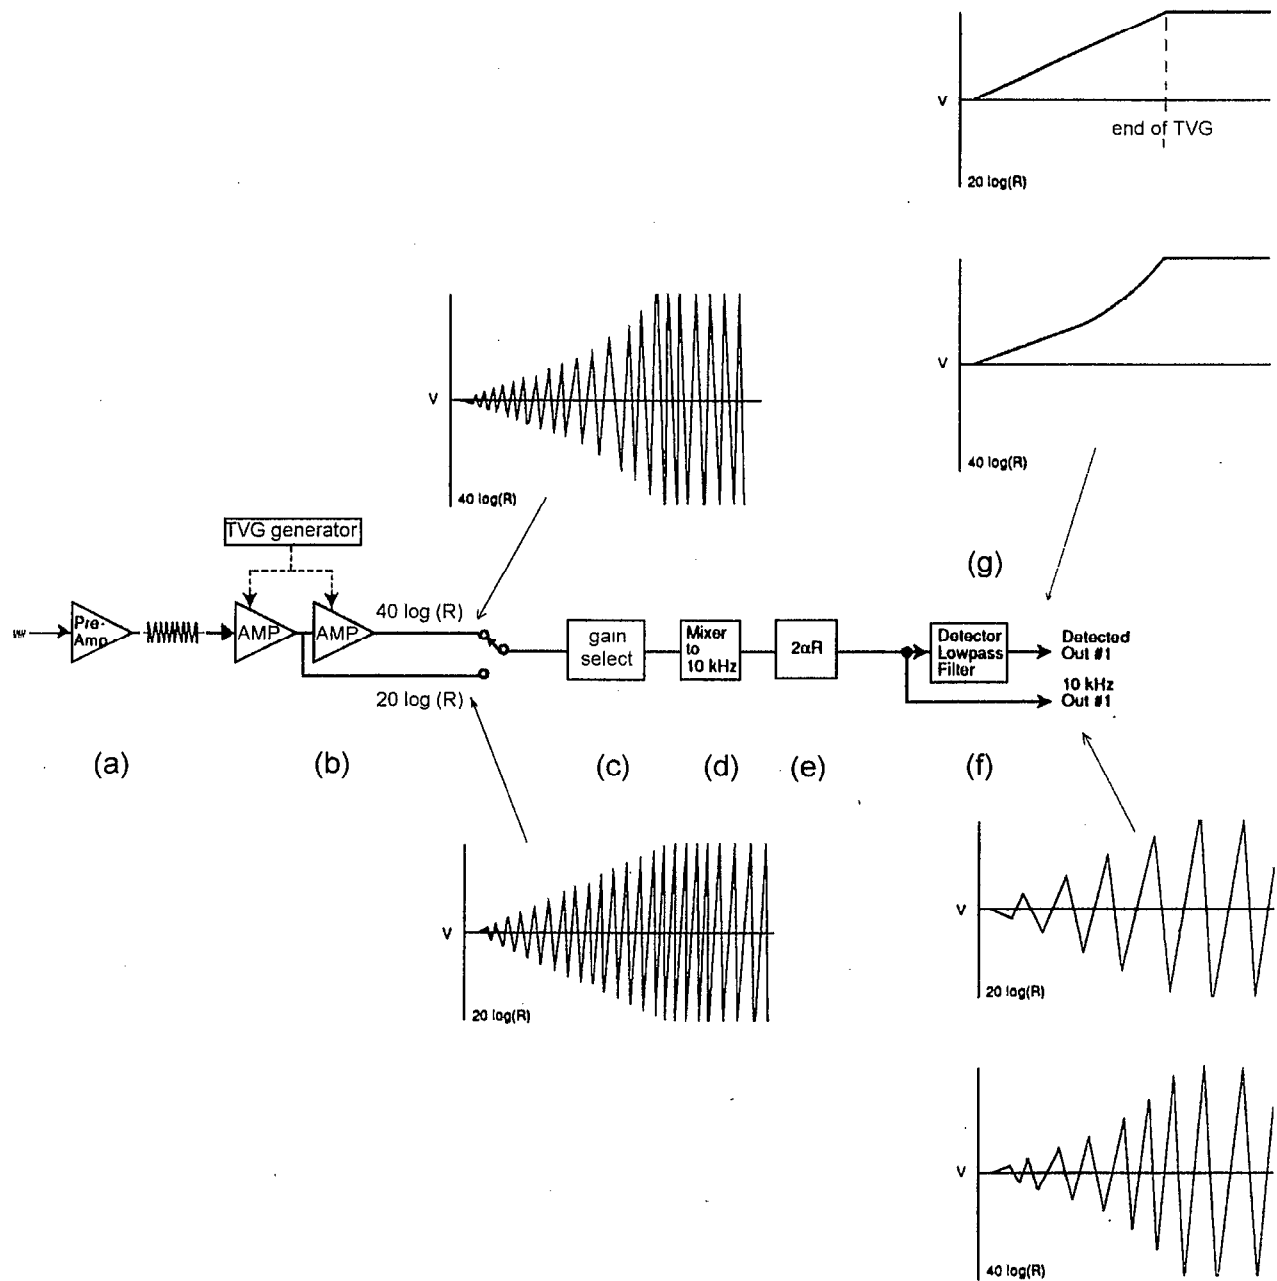 V
end of TVG
20 log(R)
V
40 log(R)
V
40 log(R)
TVG generator
(g)
Pre-
Amp
AMP
AMP
40 log (R)
20 log (R)
gain
select
Mixer
to
10 kHz
2αR
Detector
Lowpass
Filter
Detected
Out #1
10 kHz
Out #1
(a)
(b)
(c)
(d)
(e)
(f)
V
20 log(R)
V
20 log(R)
V
40 log(R)